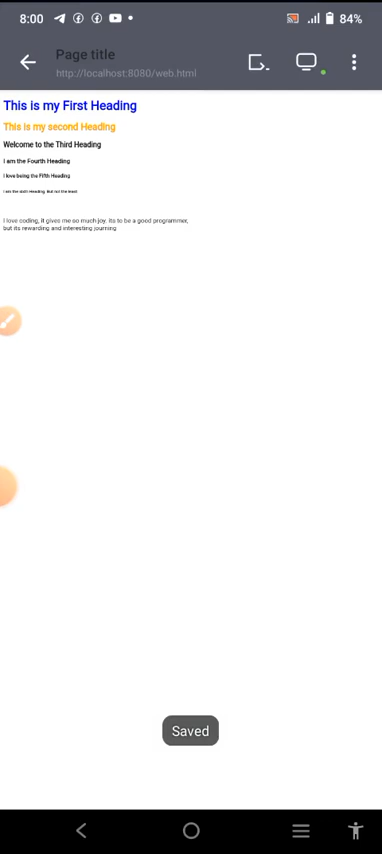 8:00 84%
Page title
http://localhost:8080/web.html
This is my First Heading
This is my second Heading
Welcome to the Third Heading
I am the Fourth Heading
I love being the Fifth Heading
I am the sixth Heading. But not the least
I love coding, it gives me so much joy. its to be a good programmer,
but its rewarding and interesting journing
Saved